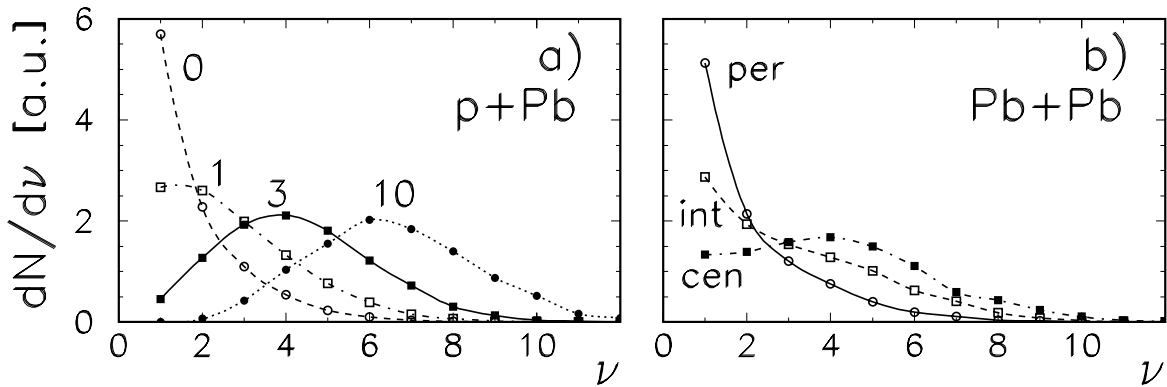 dN/dν [a.u.]
6
4
2
0
0
1
3
10
a)
p+Pb
0 2 4 6 8 10
ν
per
int
cen
b)
Pb+Pb
0 2 4 6 8 10
ν